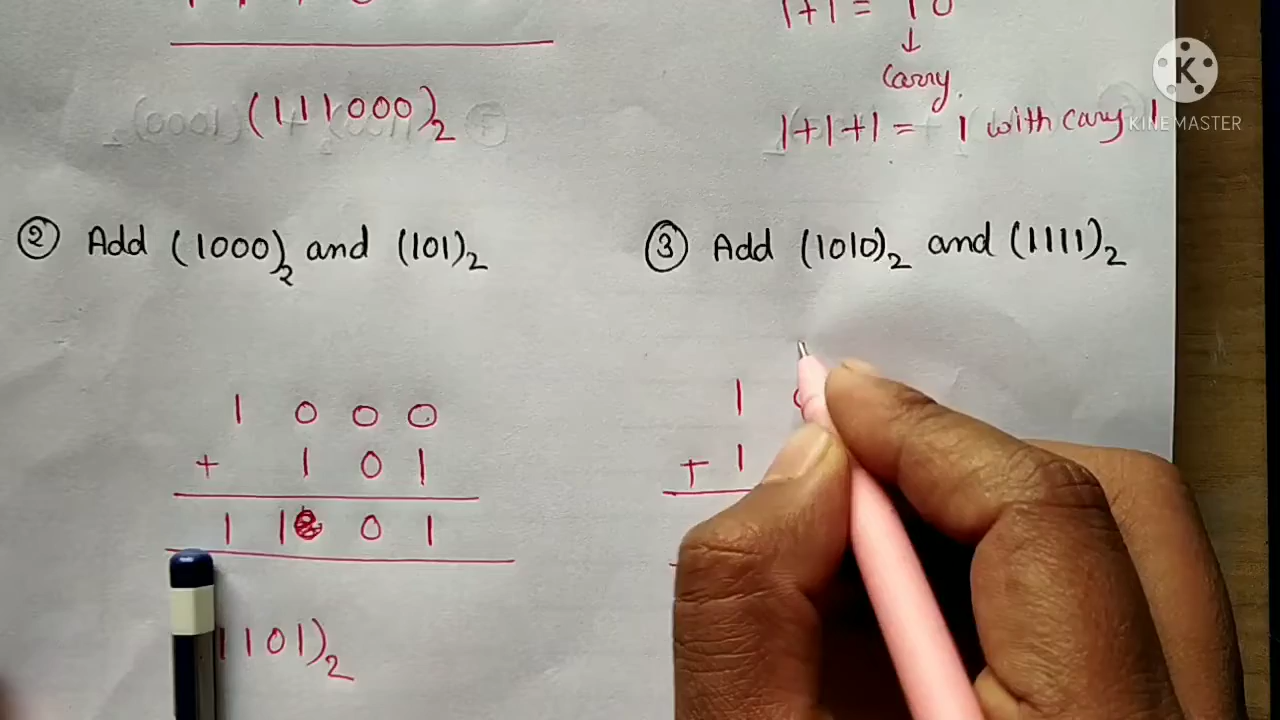 1+1 = 10
↓
Carry.
(111000)₂
1+1+1 = 1 with cary 1
K
KINEMASTER
② Add (1000)₂ and (101)₂
③ Add (1010)₂ and (1111)₂
1 0 0 0
+ 1 0 1
1 1 0 1
1101)₂
1
+ 1